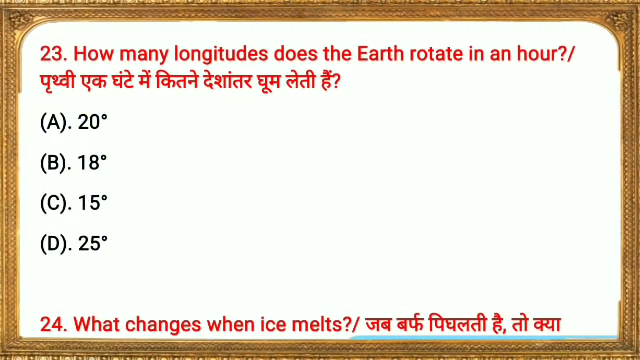 23. How many longitudes does the Earth rotate in an hour?/
पृथ्वी एक घंटे में कितने देशांतर घूम लेती हैं?
(A). 20°
(B). 18°
(C). 15°
(D). 25°
24. What changes when ice melts?/ जब बर्फ पिघलती है, तो क्या